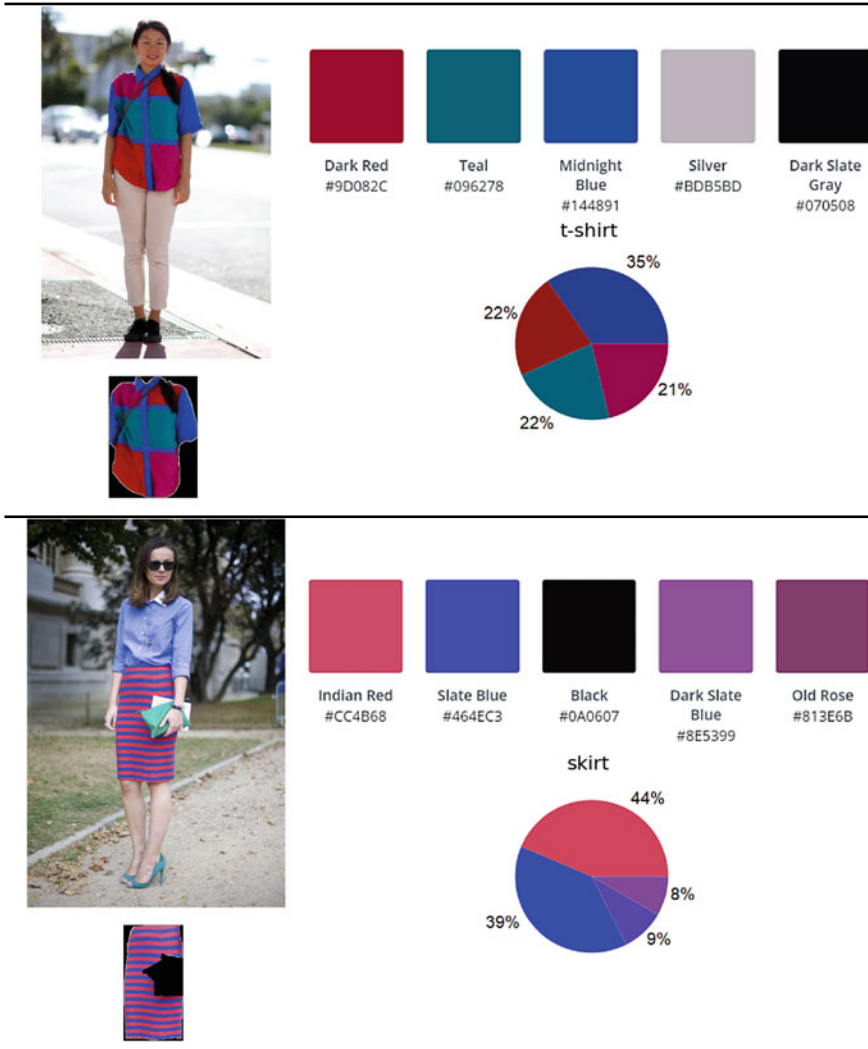 Dark Red
#9D082C
Teal
#096278
Midnight
Blue
#144891
Silver
#BDB5BD
Dark Slate
Gray
#070508
t-shirt
35%
22%
22%
21%
Indian Red
#CC4B68
Slate Blue
#464EC3
Black
#0A0607
Dark Slate
Blue
#8E5399
Old Rose
#813E6B
skirt
44%
8%
39%
9%